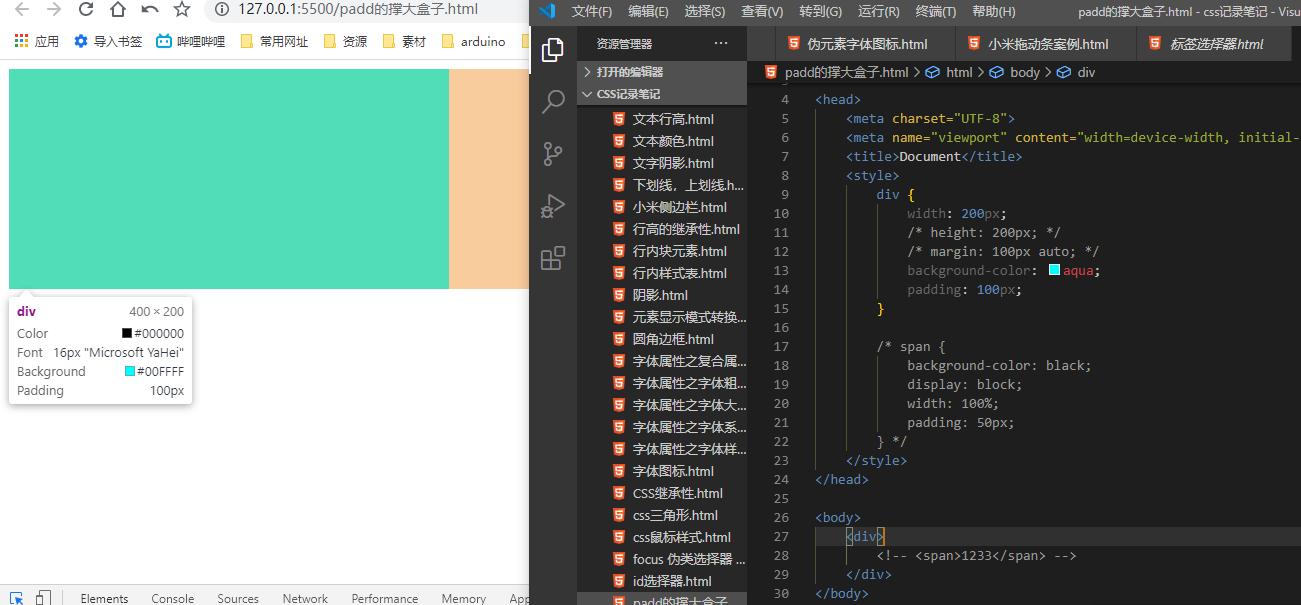 127.0.0.1:5500/padd的撑大盒子.html
应用 导入书签 哔哩哔哩 常用网址 资源 素材 arduino
div 400 × 200
Color #000000
Font 16px "Microsoft YaHei"
Background #00FFFF
Padding 100px
Elements Console Sources Network Performance Memory App
文件(F) 编辑(E) 选择(S) 查看(V) 转到(G) 运行(R) 终端(T) 帮助(H) padd的撑大盒子.html - css记录笔记 - Visu
资源管理器 ···
打开的编辑器
CSS记录笔记
文本行高.html
文本颜色.html
文字阴影.html
下划线，上划线.h...
小米侧边栏.html
行高的继承性.html
行内块元素.html
行内样式表.html
阴影.html
元素显示模式转换...
圆角边框.html
字体属性之复合属...
字体属性之字体粗...
字体属性之字体大...
字体属性之字体系...
字体属性之字体样...
字体图标.html
CSS继承性.html
css三角形.html
css鼠标样式.html
focus 伪类选择器 ...
id选择器.html
padd的撑大盒子
伪元素字体图标.html 小米拖动条案例.html 标签选择器.html
padd的撑大盒子.html > html > body > div
4 <head>
5 <meta charset="UTF-8">
6 <meta name="viewport" content="width=device-width, initial-
7 <title>Document</title>
8 <style>
9 div {
10 width: 200px;
11 /* height: 200px; */
12 /* margin: 100px auto; */
13 background-color: aqua;
14 padding: 100px;
15 }
16
17 /* span {
18 background-color: black;
19 display: block;
20 width: 100%;
21 padding: 50px;
22 } */
23 </style>
24 </head>
25
26 <body>
27 <div>
28 <!-- <span>1233</span> -->
29 </div>
30 </body>